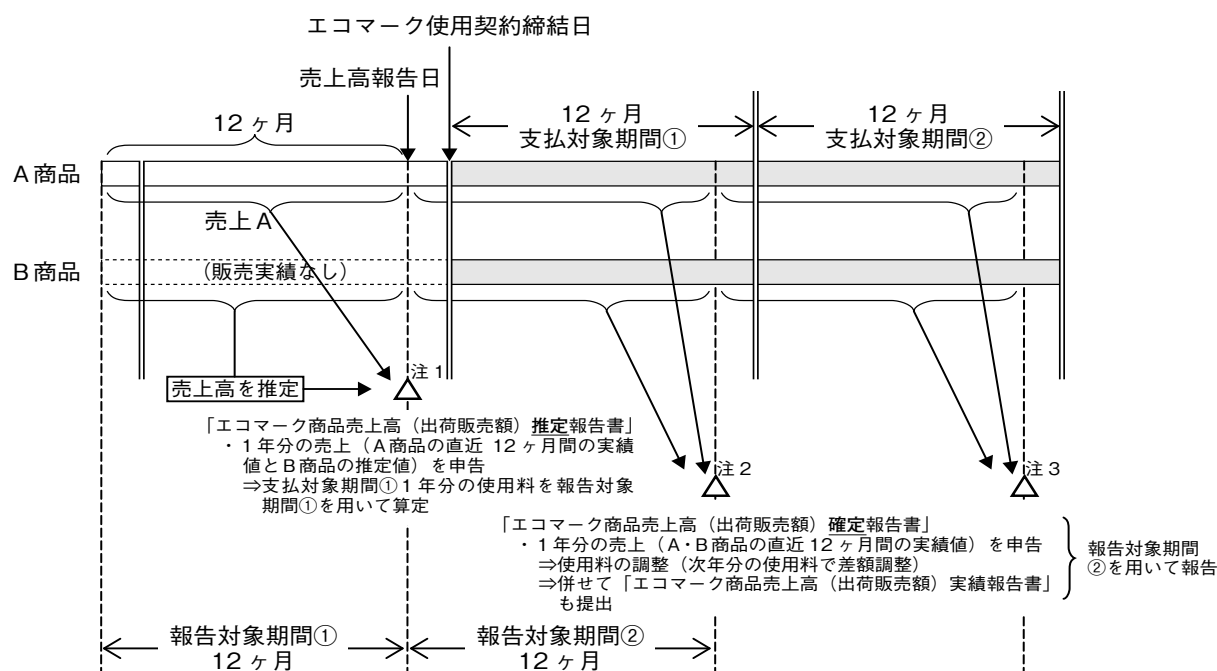 エコマーク使用契約締結日
売上高報告日
12ヶ月
12ヶ月
支払対象期間①
12ヶ月
支払対象期間②
A商品
売上A
B商品
(販売実績なし)
売上高を推定
注1
「エコマーク商品売上高（出荷販売額）推定報告書」
・1年分の売上（A商品の直近 12ヶ月間の実績
値とB商品の推定値）を申告
⇒支払対象期間①1年分の使用料を報告対象
期間①を用いて算定
注2
注3
「エコマーク商品売上高（出荷販売額）確定報告書」
・1年分の売上（A・B商品の直近12ヶ月間の実績値）を申告
⇒使用料の調整（次年分の使用料で差額調整）
⇒併せて「エコマーク商品売上高（出荷販売額）実績報告書」
も提出
報告対象期間
②を用いて報告
報告対象期間①
12ヶ月
報告対象期間②
12ヶ月